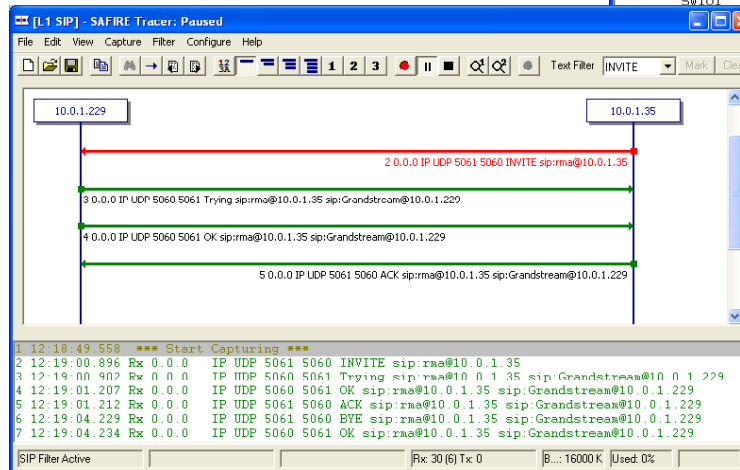 SW101
[L1 SIP] - SAFIRE Tracer: Paused
File Edit View Capture Filter Configure Help
1 2 3 Text Filter INVITE Mark Clea
10.0.1.229 10.0.1.35
2 0.0.0 IP UDP 5061 5060 INVITE sip:rma@10.0.1.35
3 0.0.0 IP UDP 5060 5061 Trying sip:rma@10.0.1.35 sip:Grandstream@10.0.1.229
4 0.0.0 IP UDP 5060 5061 OK sip:rma@10.0.1.35 sip:Grandstream@10.0.1.229
5 0.0.0 IP UDP 5061 5060 ACK sip:rma@10.0.1.35 sip:Grandstream@10.0.1.229
1 12:18:49.558 *** Start Capturing ***
2 12:19:00.896 Rx 0.0.0 IP UDP 5061 5060 INVITE sip:rma@10.0.1.35
3 12:19:00.902 Rx 0.0.0 IP UDP 5060 5061 Trying sip:rma@10.0.1.35 sip:Grandstream@10.0.1.229
4 12:19:01.207 Rx 0.0.0 IP UDP 5060 5061 OK sip:rma@10.0.1.35 sip:Grandstream@10.0.1.229
5 12:19:01.212 Rx 0.0.0 IP UDP 5061 5060 ACK sip:rma@10.0.1.35 sip:Grandstream@10.0.1.229
6 12:19:04.229 Rx 0.0.0 IP UDP 5061 5060 BYE sip:rma@10.0.1.35 sip:Grandstream@10.0.1.229
7 12:19:04.234 Rx 0.0.0 IP UDP 5060 5061 OK sip:rma@10.0.1.35 sip:Grandstream@10.0.1.229
SIP Filter Active Rx: 30 (6) Tx: 0 B...: 16000 K Used: 0%